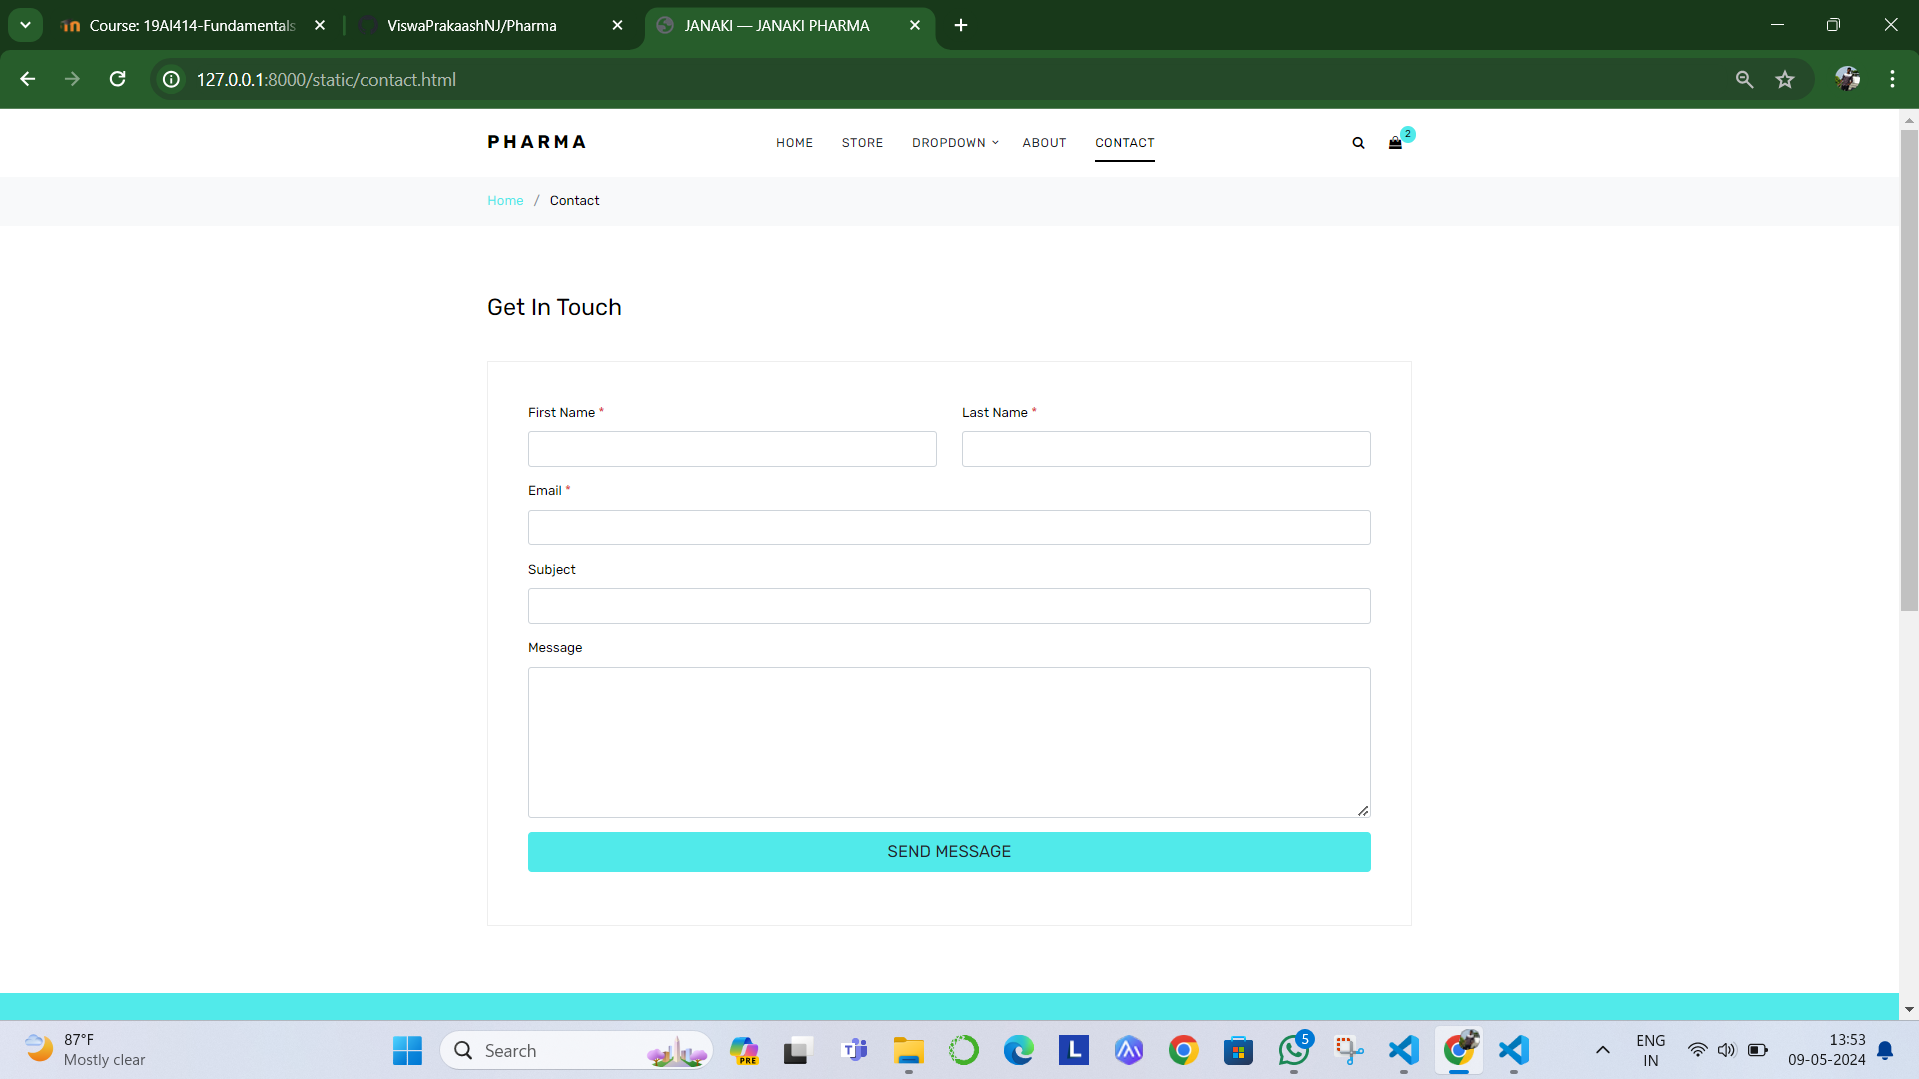 Course: 19AI414-Fundamentals
ViswaPrakaashNJ/Pharma
JANAKI — JANAKI PHARMA
127.0.0.1:8000/static/contact.html
PHARMA
HOME
STORE
DROPDOWN
ABOUT
CONTACT
2
Home / Contact
Get In Touch
First Name *
Last Name *
Email *
Subject
Message
SEND MESSAGE
87°F
Mostly clear
Search
PRE
L
5
ENG
IN
13:53
09-05-2024